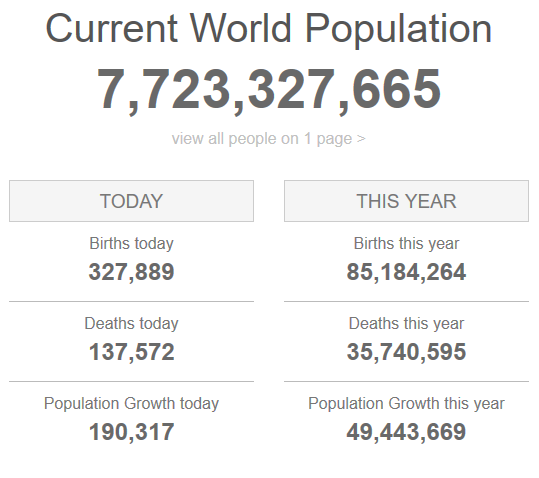 Current World Population
7,723,327,665
view all people on 1 page >
TODAY
Births today
327,889
Deaths today
137,572
Population Growth today
190,317
THIS YEAR
Births this year
85,184,264
Deaths this year
35,740,595
Population Growth this year
49,443,669